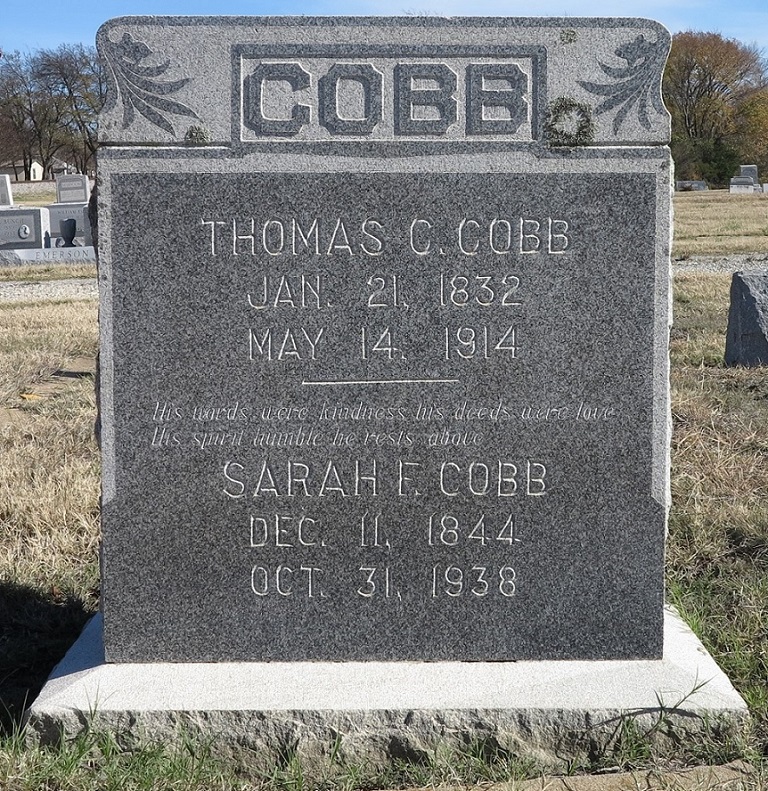 COBB
THOMAS C. COBB
JAN. 21, 1832
MAY 14, 1914
His words were kindness his deeds were love
His spirit humble he rests above
SARAH F. COBB
DEC. 11, 1844
OCT. 31, 1938
EMERSON